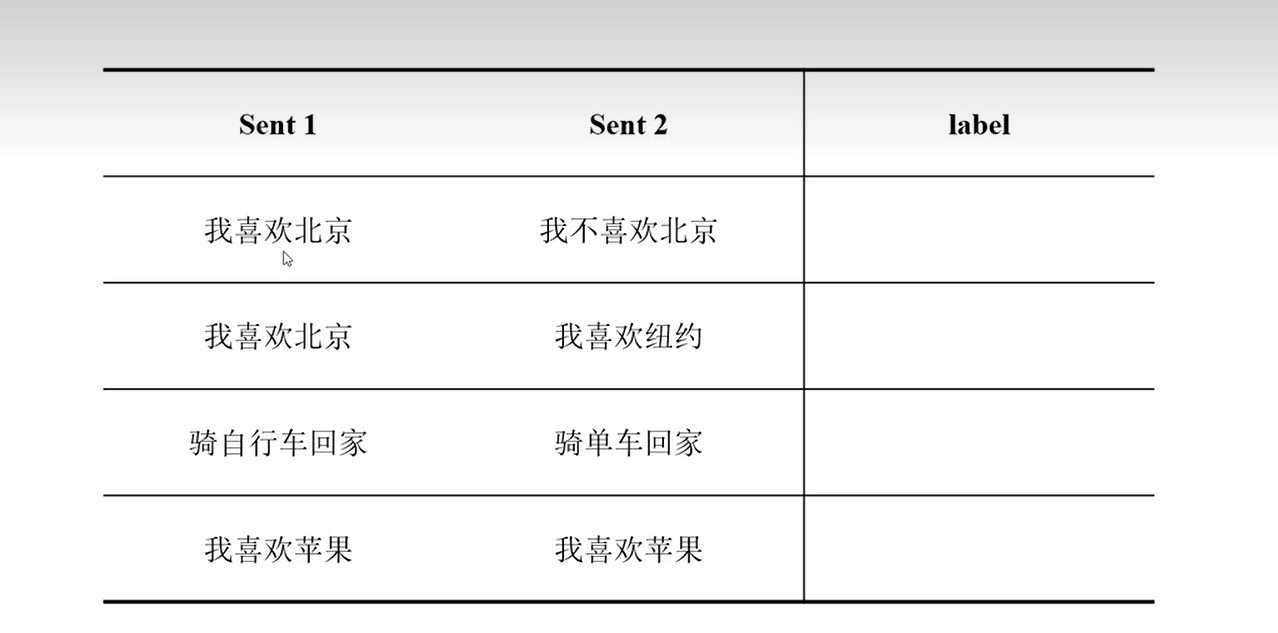 Sent 1 Sent 2 label
我喜欢北京 我不喜欢北京
我喜欢北京 我喜欢纽约
骑自行车回家 骑单车回家
我喜欢苹果 我喜欢苹果